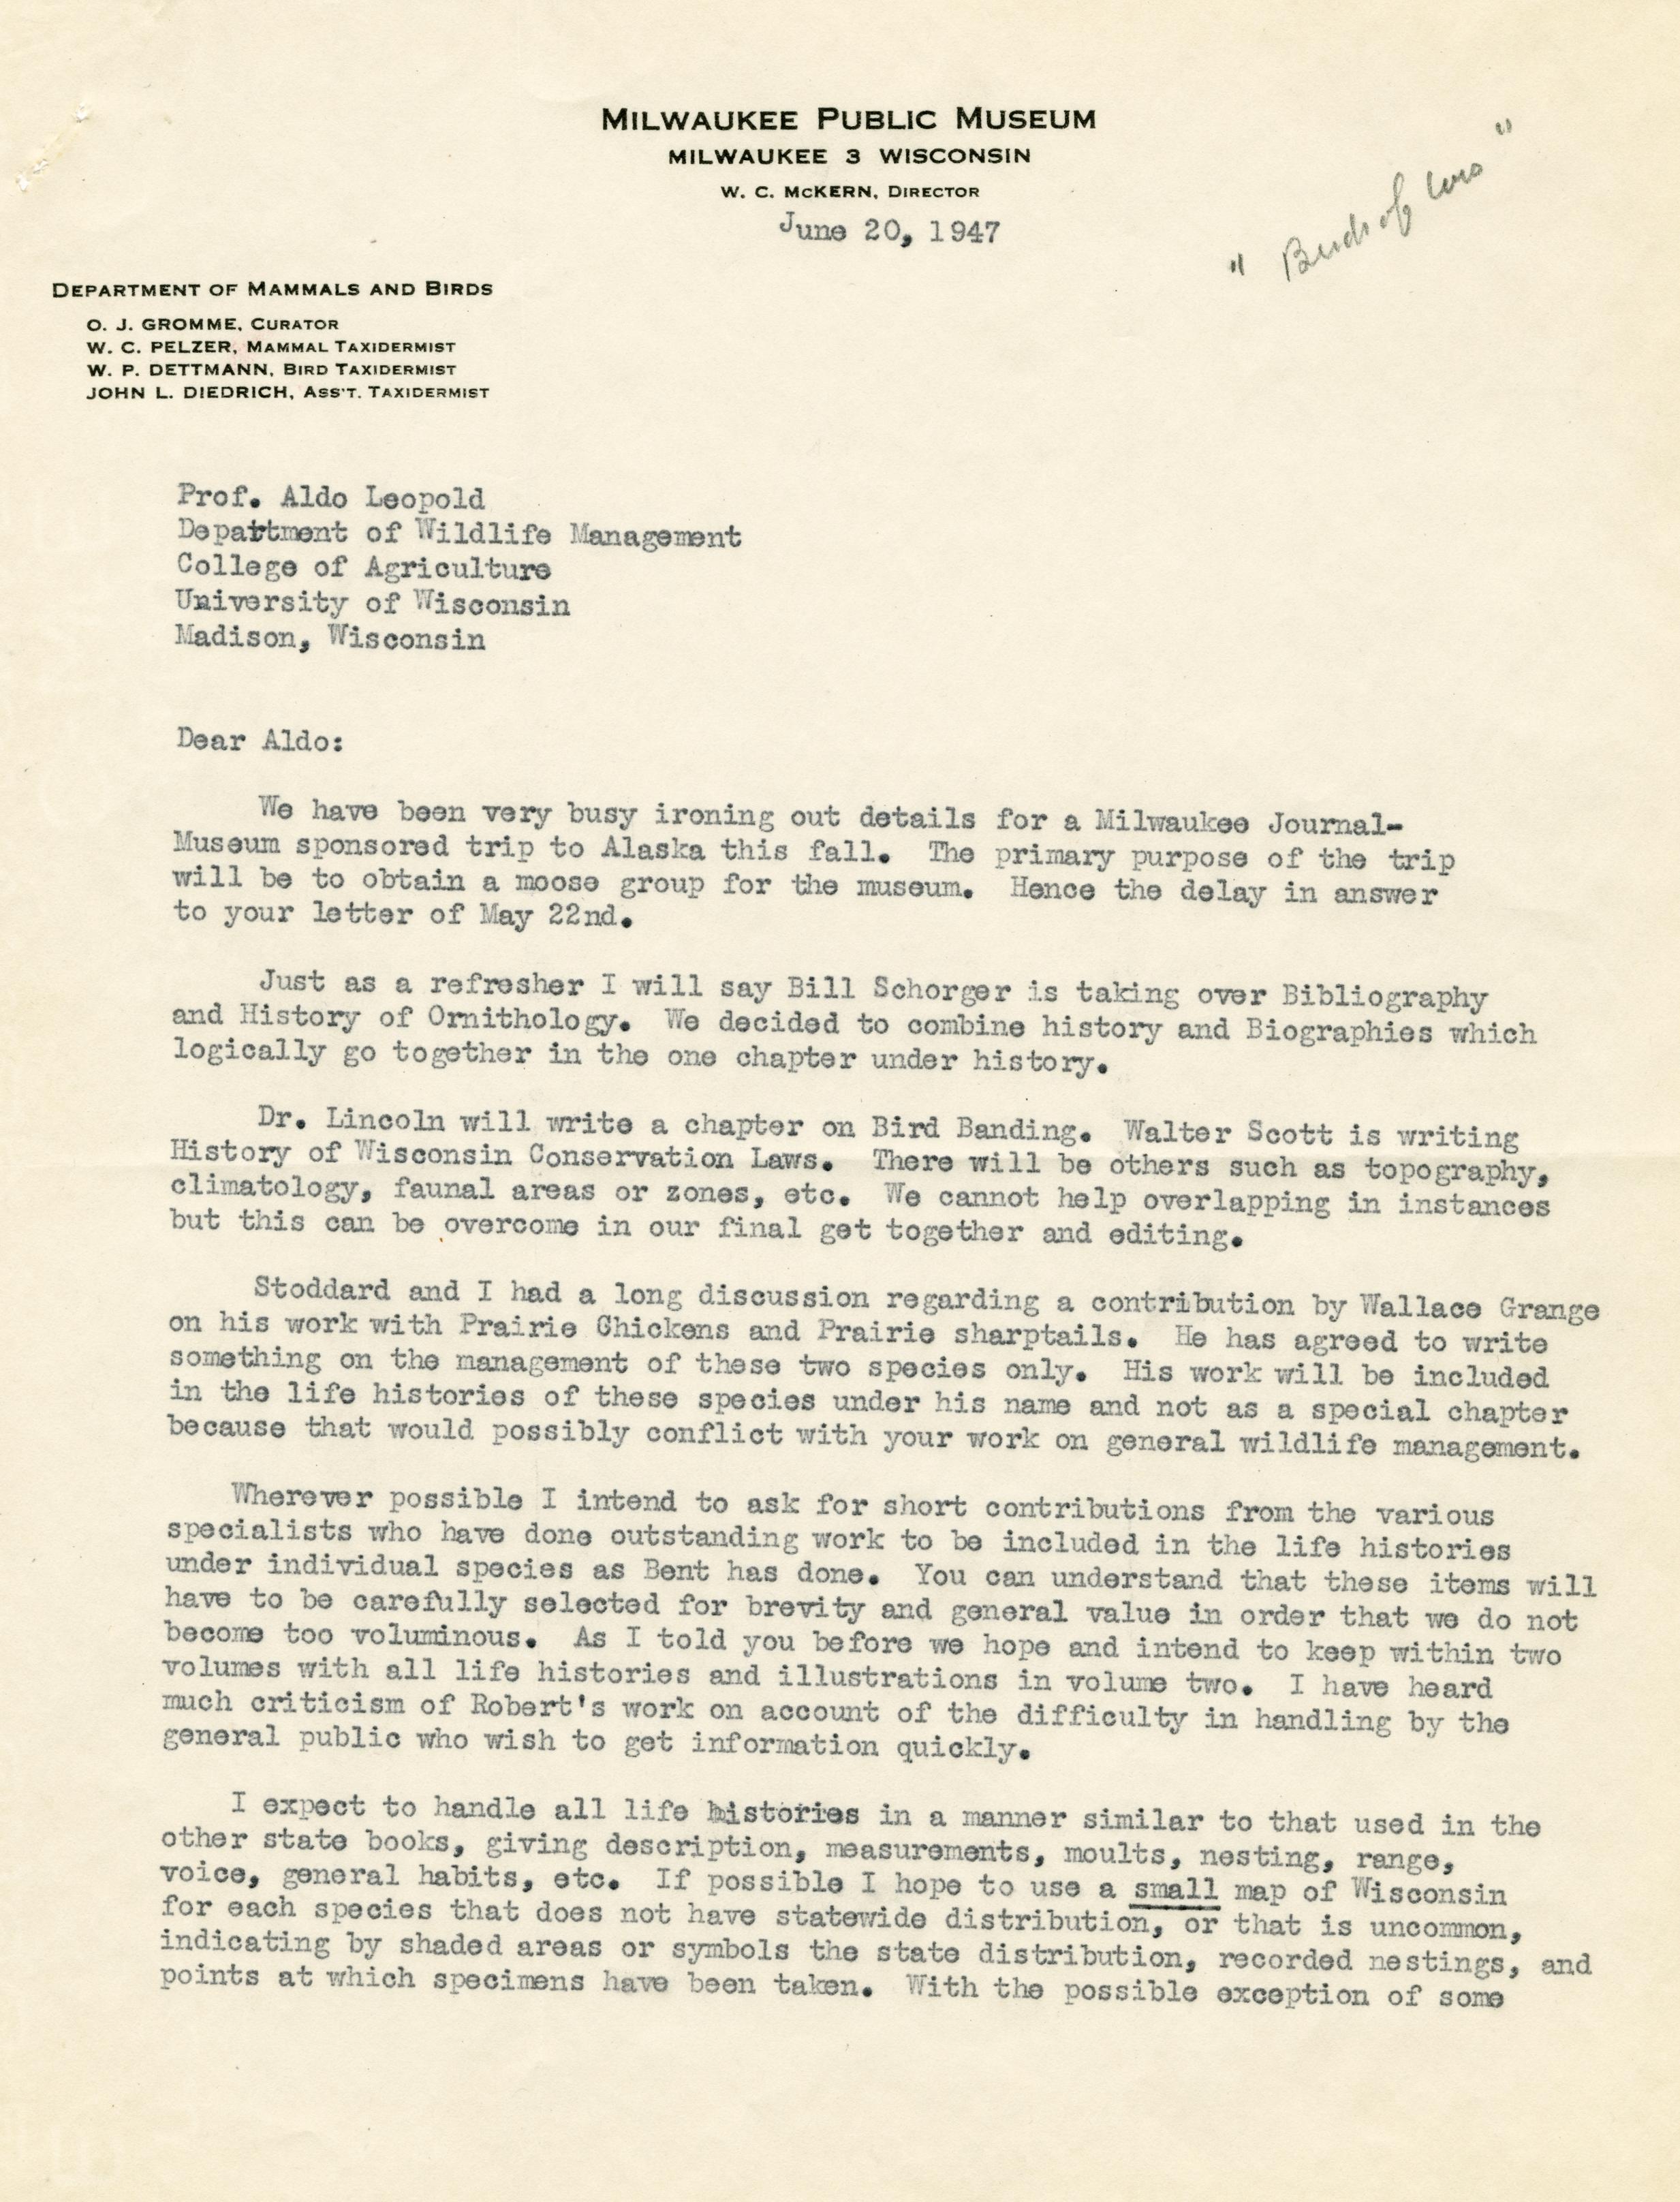 MILWAUKEE PUBLIC MUSEUM
MILWAUKEE 3 WISCONSIN
W. C. MCKERN, DIRECTOR
June 20, 1947
" Birds of Wis "
DEPARTMENT OF MAMMALS AND BIRDS
O. J. GROMME, CURATOR
W. C. PELZER, MAMMAL TAXIDERMIST
W. P. DETTMANN, BIRD TAXIDERMIST
JOHN L. DIEDRICH, ASS'T. TAXIDERMIST
Prof. Aldo Leopold
Department of Wildlife Management
College of Agriculture
University of Wisconsin
Madison, Wisconsin
Dear Aldo:
We have been very busy ironing out details for a Milwaukee Journal-
Museum sponsored trip to Alaska this fall. The primary purpose of the trip
will be to obtain a moose group for the museum. Hence the delay in answer
to your letter of May 22nd.
Just as a refresher I will say Bill Schorger is taking over Bibliography
and History of Ornithology. We decided to combine history and Biographies which
logically go together in the one chapter under history.
Dr. Lincoln will write a chapter on Bird Banding. Walter Scott is writing
History of Wisconsin Conservation Laws. There will be others such as topography,
climatology, faunal areas or zones, etc. We cannot help overlapping in instances
but this can be overcome in our final get together and editing.
Stoddard and I had a long discussion regarding a contribution by Wallace Grange
on his work with Prairie Chickens and Prairie sharptails. He has agreed to write
something on the management of these two species only. His work will be included
in the life histories of these species under his name and not as a special chapter
because that would possibly conflict with your work on general wildlife management.
Wherever possible I intend to ask for short contributions from the various
specialists who have done outstanding work to be included in the life histories
under individual species as Bent has done. You can understand that these items will
have to be carefully selected for brevity and general value in order that we do not
become too voluminous. As I told you before we hope and intend to keep within two
volumes with all life histories and illustrations in volume two. I have heard
much criticism of Robert's work on account of the difficulty in handling by the
general public who wish to get information quickly.
I expect to handle all life histories in a manner similar to that used in the
other state books, giving description, measurements, moults, nesting, range,
voice, general habits, etc. If possible I hope to use a small map of Wisconsin
for each species that does not have statewide distribution, or that is uncommon,
indicating by shaded areas or symbols the state distribution, recorded nestings, and
points at which specimens have been taken. With the possible exception of some